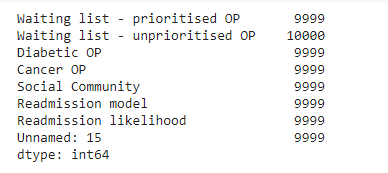 Waiting list - prioritised OP 9999
Waiting list - unprioritised OP 10000
Diabetic OP 9999
Cancer OP 9999
Social Community 9999
Readmission model 9999
Readmission likelihood 9999
Unnamed: 15 9999
dtype: int64